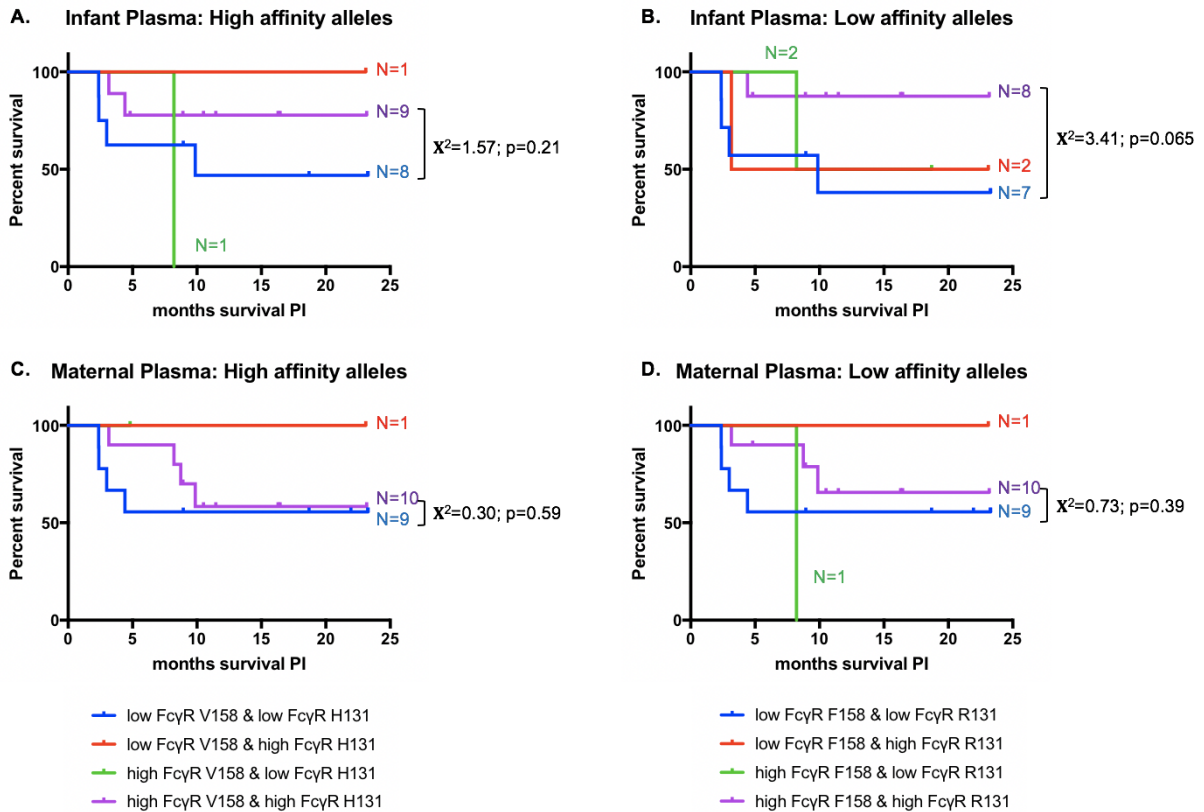 A. Infant Plasma: High affinity alleles
Percent survival
100
50
0
0 5 10 15 20 25
months survival PI
N=1
N=9
N=8
N=1
X²=1.57; p=0.21
B. Infant Plasma: Low affinity alleles
Percent survival
100
50
0
0 5 10 15 20 25
months survival PI
N=2
N=8
N=2
N=7
X²=3.41; p=0.065
C. Maternal Plasma: High affinity alleles
Percent survival
100
50
0
0 5 10 15 20 25
months survival PI
N=1
N=10
N=9
X²=0.30; p=0.59
D. Maternal Plasma: Low affinity alleles
Percent survival
100
50
0
0 5 10 15 20 25
months survival PI
N=1
N=10
N=9
N=1
X²=0.73; p=0.39
low FcγR V158 & low FcγR H131
low FcγR V158 & high FcγR H131
high FcγR V158 & low FcγR H131
high FcγR V158 & high FcγR H131
low FcγR F158 & low FcγR R131
low FcγR F158 & high FcγR R131
high FcγR F158 & low FcγR R131
high FcγR F158 & high FcγR R131